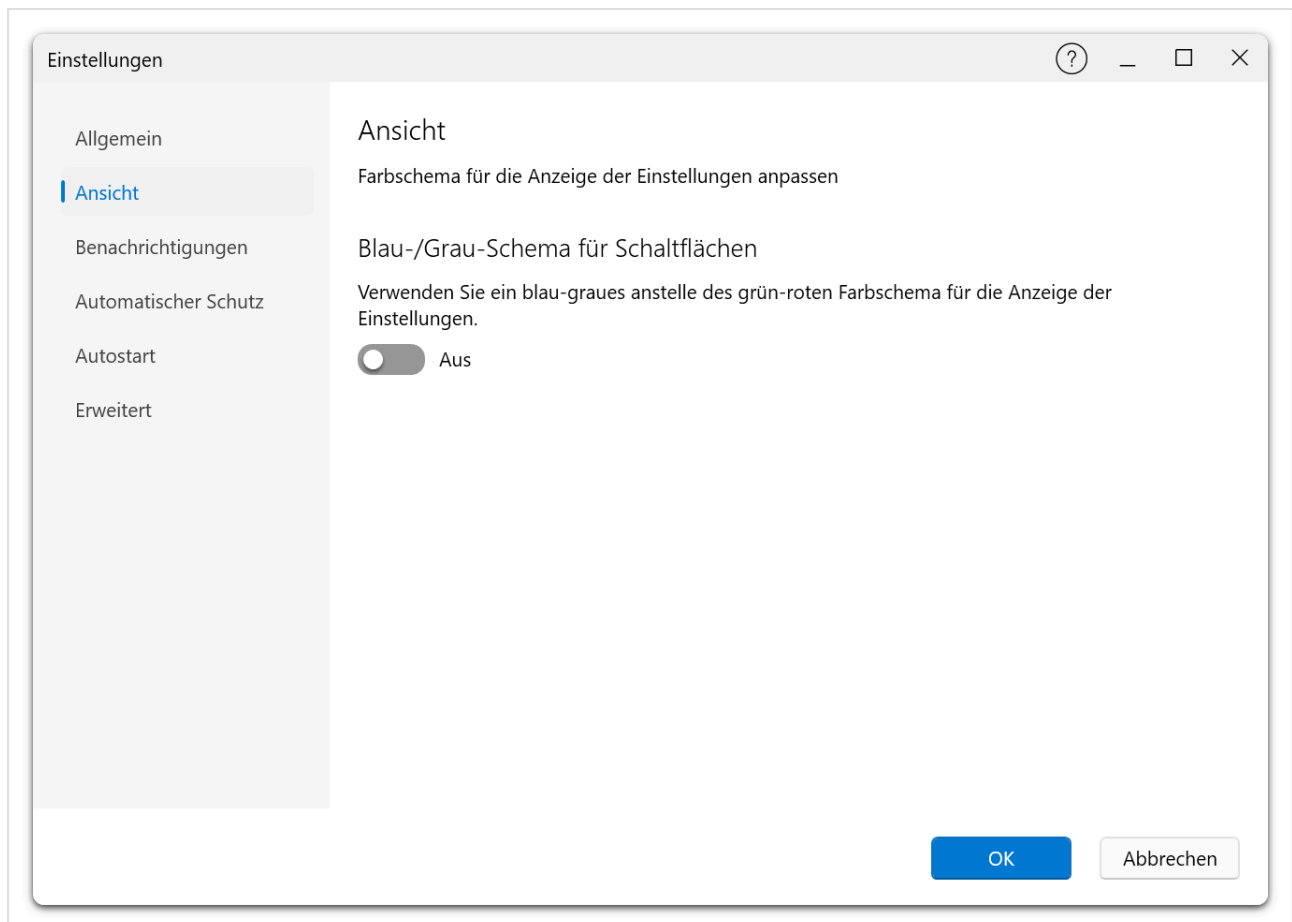 Einstellungen
?
Allgemein
Ansicht
Benachrichtigungen
Automatischer Schutz
Autostart
Erweitert
Ansicht
Farbschema für die Anzeige der Einstellungen anpassen
Blau-/Grau-Schema für Schaltflächen
Verwenden Sie ein blau-graues anstelle des grün-roten Farbschema für die Anzeige der
Einstellungen.
Aus
OK
Abbrechen